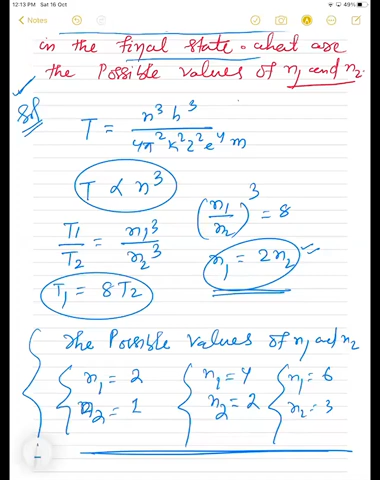 12:13 PM Sat 16 Oct 49%
Notes
in the final state. what are
the Possible values of n1 and n2.
Sol
T = n³h³ / 4π²k²z²e⁴m
T ∝ n³
(n1/n2)³ = 8
T1/T2 = n1³/n2³
n1 = 2n2
T1 = 8T2
The Possible values of n1 and n2
n1 = 2 n1 = 4 n1 = 6
n2 = 1 n2 = 2 n2 = 3